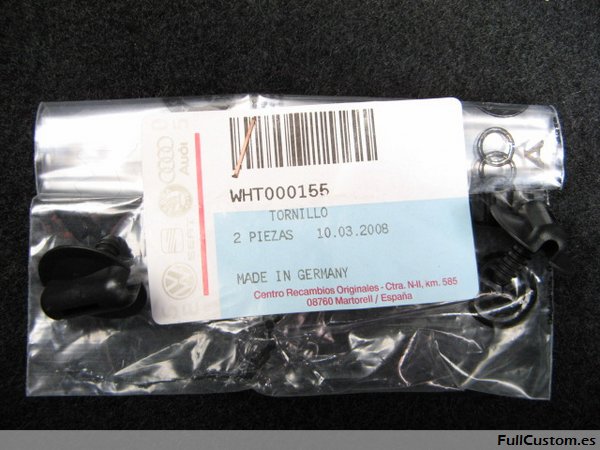 WHT000155
TORNILLO
2 PIEZAS 10.03.2008
MADE IN GERMANY
Centro Recambios Originales - Ctra. N-II, km. 585
08760 Martorell / España
Audi
SEAT
FullCustom.es